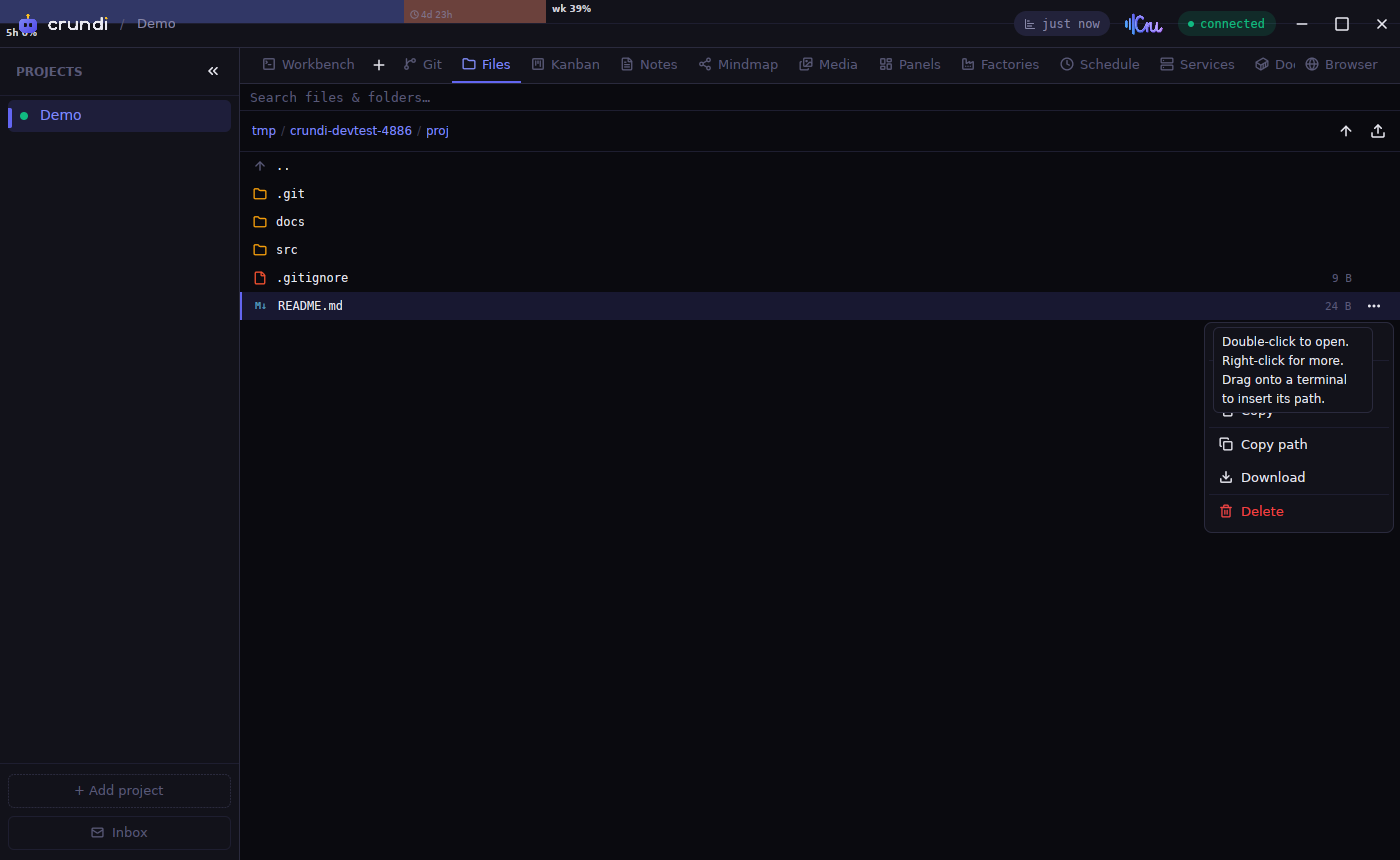 4d 23h
wk 39%
crundi / Demo
just now
Cru
connected
PROJECTS
Workbench
Git
Files
Kanban
Notes
Mindmap
Media
Panels
Factories
Schedule
Services
Browser
Demo
Search files & folders…
tmp / crundi-devtest-4886 / proj
..
.git
docs
src
.gitignore
9 B
M↓ README.md
24 B
Double-click to open.
Right-click for more.
Drag onto a terminal
to insert its path.
Copy
Copy path
Download
Delete
+ Add project
Inbox